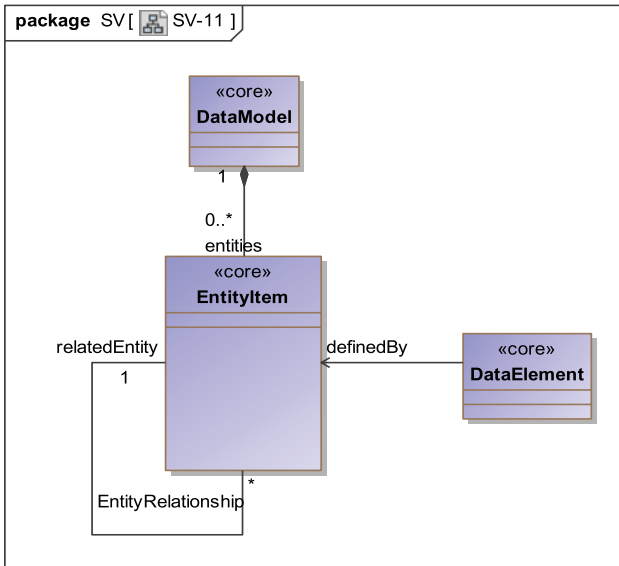 package SV [ SV-11 ]
«core»
DataModel
1
0..*
entities
«core»
EntityItem
relatedEntity
1
definedBy
«core»
DataElement
*
EntityRelationship